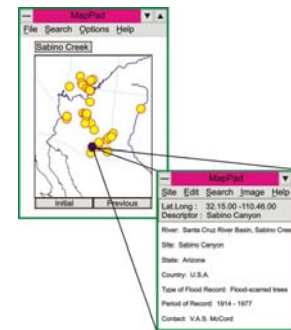 MapPad
File Search Options Help
Sabino Creek
Initial Previous
MapPad
Site Edit Search Image Help
Lat.Long : 32.15.00 -110.46.00
Descriptor : Sabino Canyon
River: Santa Cruz River Basin, Sabino Cree
Site: Sabino Canyon
State: Arizona
Country: U.S.A.
Type of Flood Record: Flood-scarred trees
Period of Record: 1914 - 1977
Contact: V.A.S. McCord